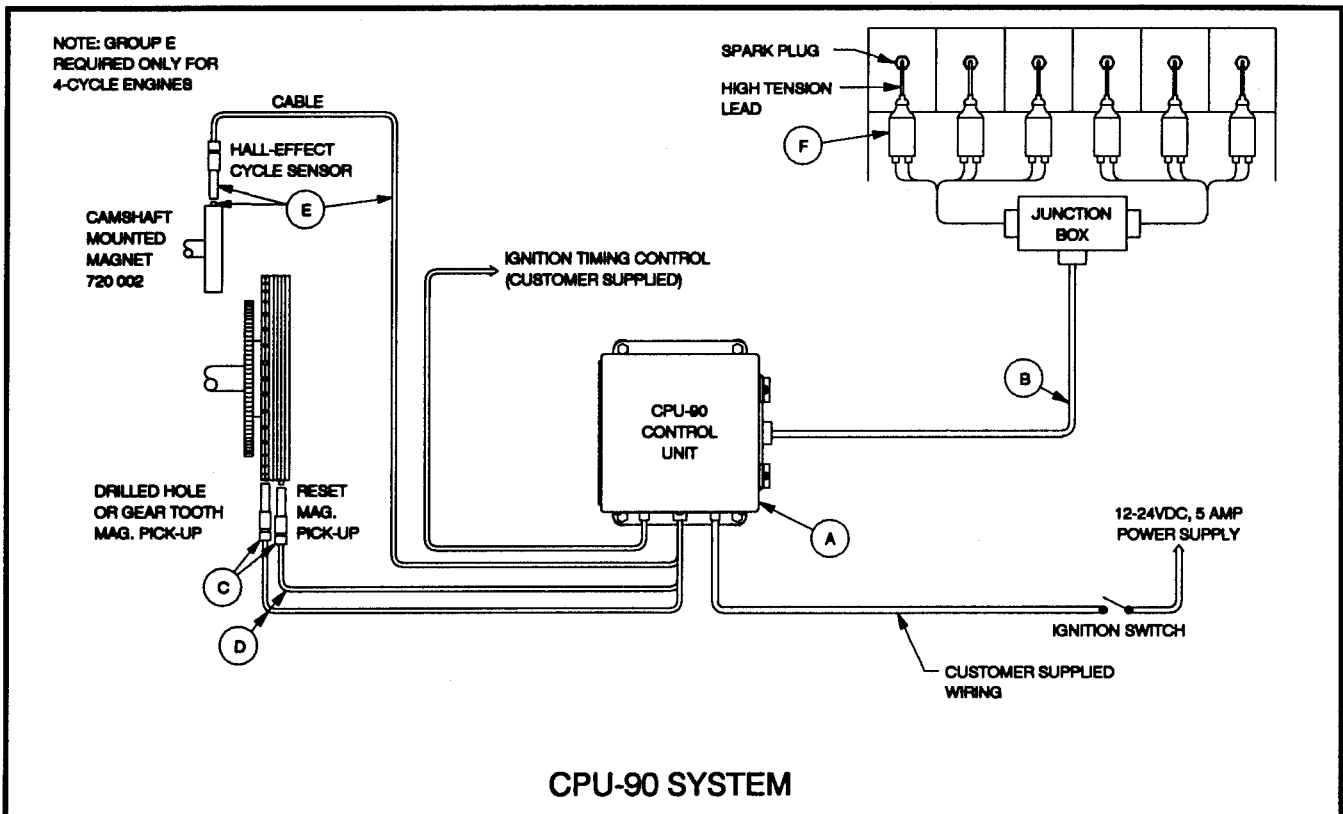 NOTE: GROUP E
REQUIRED ONLY FOR
4-CYCLE ENGINES
CABLE
HALL-EFFECT
CYCLE SENSOR
E
CAMSHAFT
MOUNTED
MAGNET
720 002
SPARK PLUG
HIGH TENSION
LEAD
F
JUNCTION
BOX
IGNITION TIMING CONTROL
(CUSTOMER SUPPLIED)
B
CPU-90
CONTROL
UNIT
A
DRILLED HOLE
OR GEAR TOOTH
MAG. PICK-UP
RESET
MAG.
PICK-UP
C
D
12-24VDC, 5 AMP
POWER SUPPLY
IGNITION SWITCH
CUSTOMER SUPPLIED
WIRING
CPU-90 SYSTEM